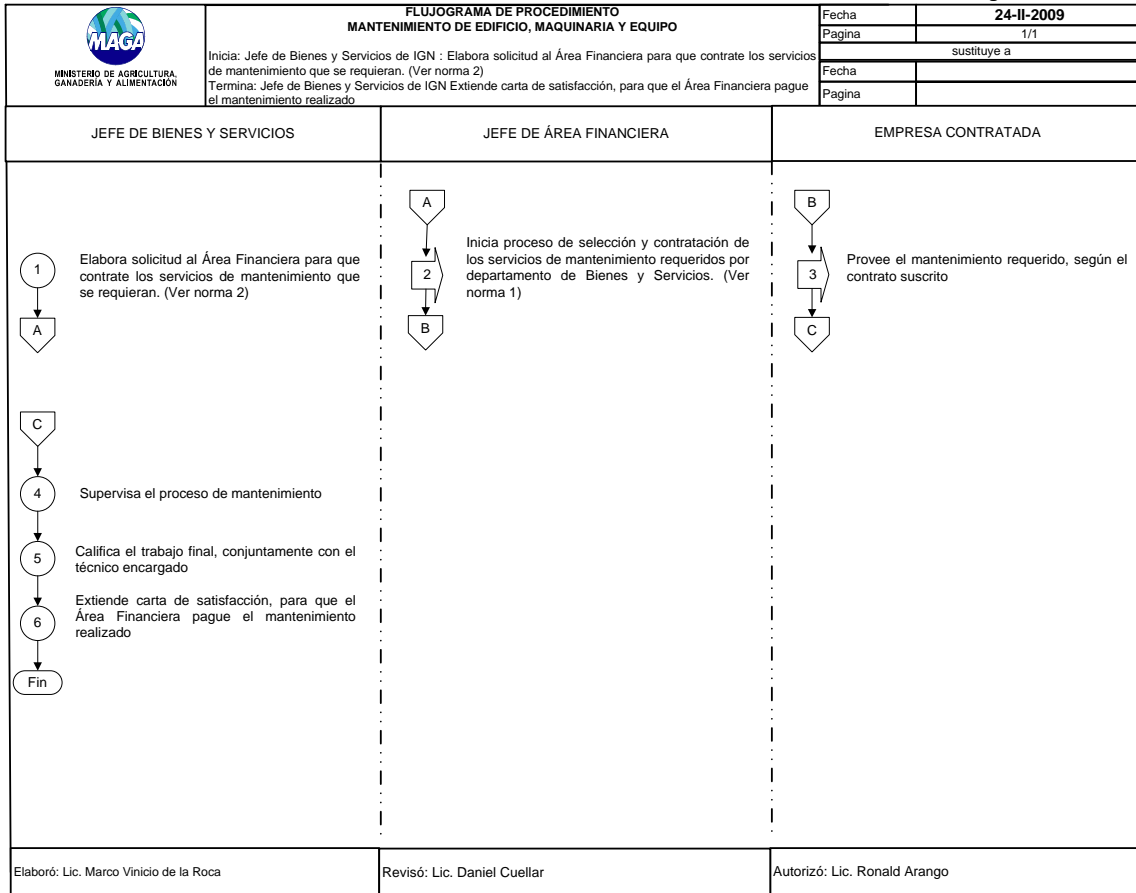 MAGA
MINISTERIO DE AGRICULTURA,
GANADERÍA Y ALIMENTACIÓN
FLUJOGRAMA DE PROCEDIMIENTO
MANTENIMIENTO DE EDIFICIO, MAQUINARIA Y EQUIPO
Inicia: Jefe de Bienes y Servicios de IGN : Elabora solicitud al Área Financiera para que contrate los servicios
de mantenimiento que se requieran. (Ver norma 2)
Termina: Jefe de Bienes y Servicios de IGN Extiende carta de satisfacción, para que el Área Financiera pague
el mantenimiento realizado
Fecha 24-II-2009
Pagina 1/1
sustituye a
Fecha
Pagina
JEFE DE BIENES Y SERVICIOS
JEFE DE ÁREA FINANCIERA
EMPRESA CONTRATADA
1
Elabora solicitud al Área Financiera para que
contrate los servicios de mantenimiento que
se requieran. (Ver norma 2)
A
C
4
Supervisa el proceso de mantenimiento
5
Califica el trabajo final, conjuntamente con el
técnico encargado
6
Extiende carta de satisfacción, para que el
Área Financiera pague el mantenimiento
realizado
Fin
A
2
Inicia proceso de selección y contratación de
los servicios de mantenimiento requeridos por
departamento de Bienes y Servicios. (Ver
norma 1)
B
B
3
Provee el mantenimiento requerido, según el
contrato suscrito
C
Elaboró: Lic. Marco Vinicio de la Roca
Revisó: Lic. Daniel Cuellar
Autorizó: Lic. Ronald Arango